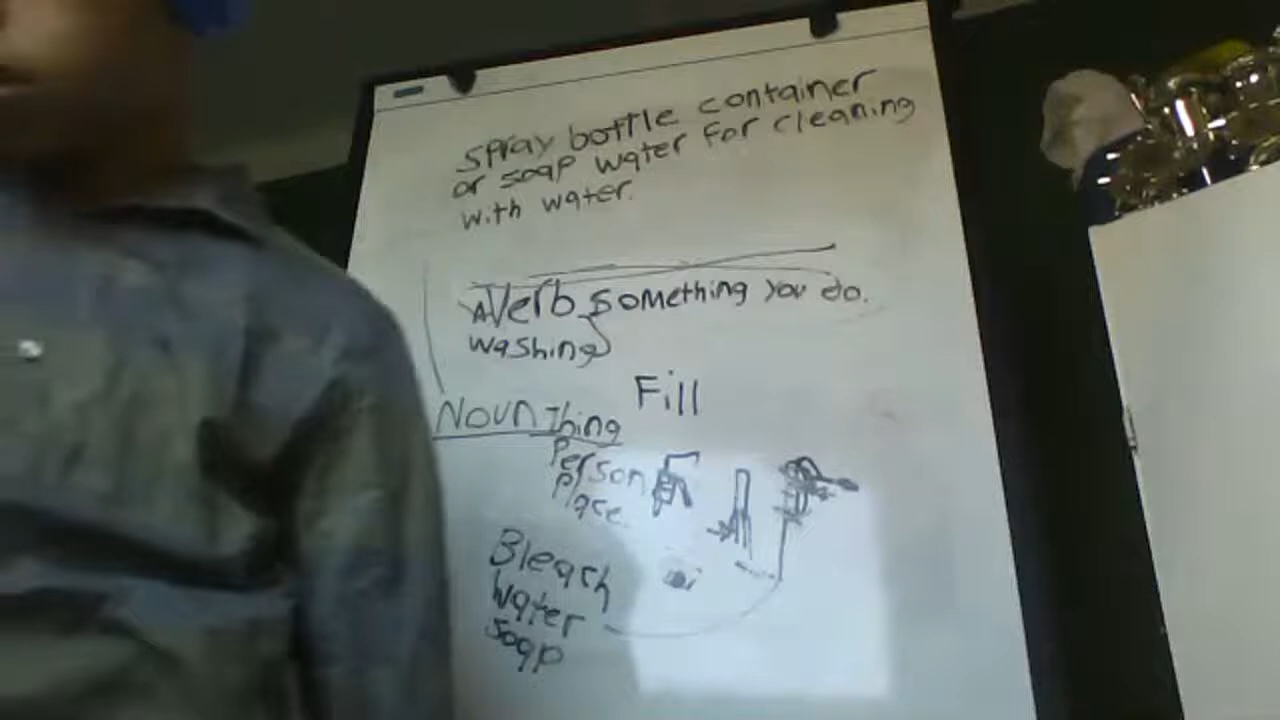 spray bottle container
or soap water for cleaning
with water.
A Verb something you do.
washing
Fill
Noun Thing
Person
Place
Bleach
water
soap